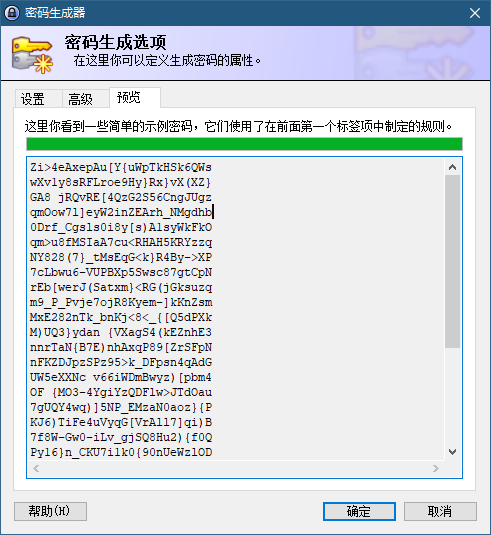 密码生成器
密码生成选项
在这里你可以定义生成密码的属性。
设置 高级 预览
这里你看到一些简单的示例密码，它们使用了在前面第一个标签项中制定的规则。
Zi>4eAxepAu[Y{uWpTkHSk6QWs
wXvly8sRFLroe9Hy}Rx}vX(XZ}
GA8 jRQvRE[4QzG2S56CngJUgz
qmOow7l]eyW2inZEArh_NMgdhb
0Drf_Cgsls0i8y[s)AlsyWkFkO
qm>u8fMSIaA7cu<RHAH5KRYzzq
NY828(7}_tMsEqG<k}R4By->XP
7cLbwu6-VUPBXp5Swsc87gtCpN
rEb[werJ(Satxm}<RG(jGksuzq
m9_P_Pvje7ojR8Kyem-]kKnZsm
MxE282nTk_bnKj<8<_{[Q5dPXk
M)UQ3}ydan {VXagS4(kEZnhE3
nnrTaN{B7E)nhAxqP89[ZrSFpN
nFKZDJpzSPz95>k_DFpsn4qAdG
UW5eXXNc v66iWDmBwyz)[pbm4
OF {MO3-4YgiYzQDFlw>JTdOau
7gUQY4wq)]5NP_EMzaN0aoz}{P
KJ6)TiFe4uVyqG[VrAll7]qi)B
7f8W-Gw0-iLv_gjSQ8Hu2){f0Q
Pyl6}n_CKU7ilk0{90nUeWzlOD
帮助(H) 确定 取消